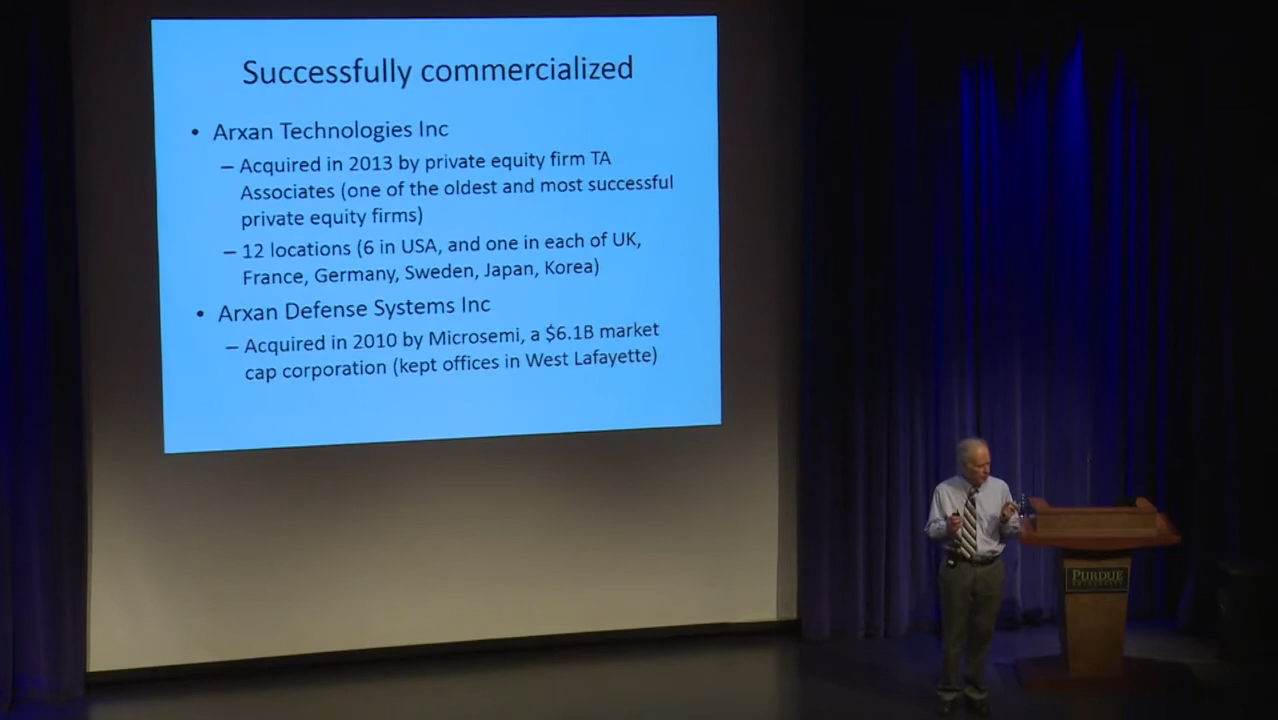 Successfully commercialized
• Arxan Technologies Inc
– Acquired in 2013 by private equity firm TA
Associates (one of the oldest and most successful
private equity firms)
– 12 locations (6 in USA, and one in each of UK,
France, Germany, Sweden, Japan, Korea)
• Arxan Defense Systems Inc
– Acquired in 2010 by Microsemi, a $6.1B market
cap corporation (kept offices in West Lafayette)
PURDUE